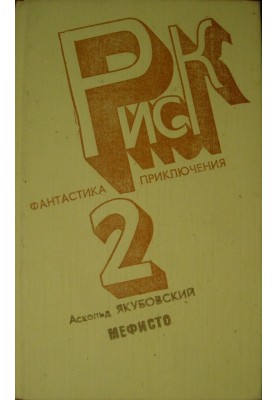 РИСК
ФАНТАСТИКА ПРИКЛЮЧЕНИЯ
2
Аскольд ЯКУБОВСКИЙ
МЕФИСТО